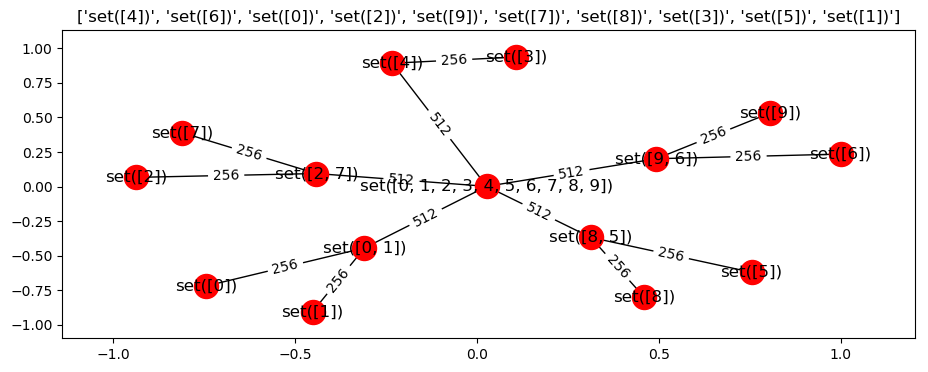 ['set([4])', 'set([6])', 'set([0])', 'set([2])', 'set([9])', 'set([7])', 'set([8])', 'set([3])', 'set([5])', 'set([1])']
1.00
0.75
0.50
0.25
0.00
−0.25
−0.50
−0.75
−1.00
set([4])
256
set([3])
512
set([7])
256
set([2])
256
set([2, 7])
512
set([0, 1, 2, 3, 4, 5, 6, 7, 8, 9])
512
set([9, 6])
256
set([9])
256
set([6])
512
set([0, 1])
256
set([0])
256
set([1])
512
set([8, 5])
256
set([5])
256
set([8])
−1.0
−0.5
0.0
0.5
1.0